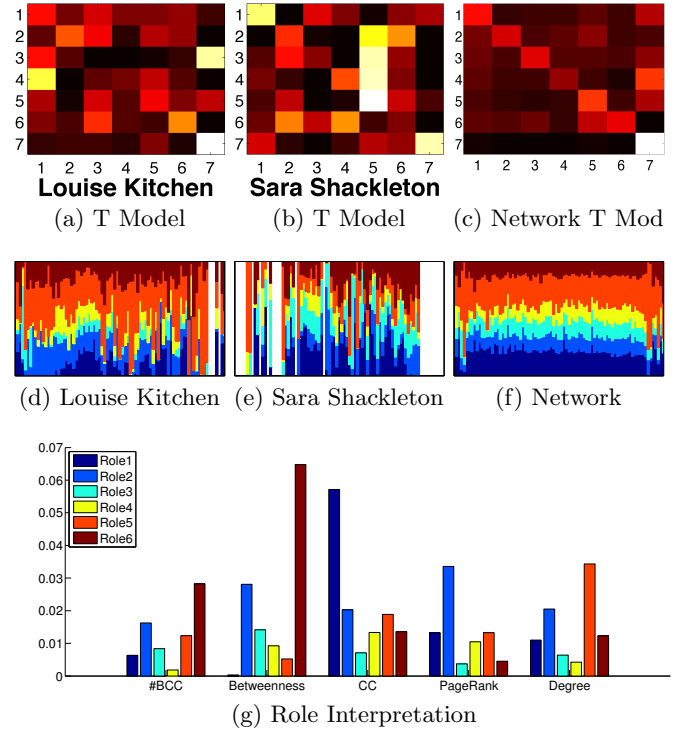 1
2
3
4
5
6
7
1 2 3 4 5 6 7
Louise Kitchen
(a) T Model
1
2
3
4
5
6
7
1 2 3 4 5 6 7
Sara Shackleton
(b) T Model
1
2
3
4
5
6
7
1 2 3 4 5 6 7
(c) Network T Mod
(d) Louise Kitchen
(e) Sara Shackleton
(f) Network
0.07
0.06
0.05
0.04
0.03
0.02
0.01
0
Role1
Role2
Role3
Role4
Role5
Role6
#BCC Betweenness CC PageRank Degree
(g) Role Interpretation